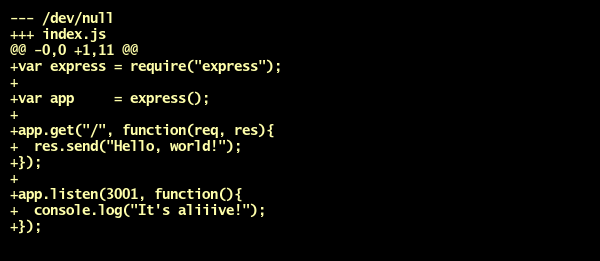 --- /dev/null
+++ index.js
@@ -0,0 +1,11 @@
+var express = require("express");
+
+var app     = express();
+
+app.get("/", function(req, res){
+  res.send("Hello, world!");
+});
+
+app.listen(3001, function(){
+  console.log("It's aliiive!");
+});